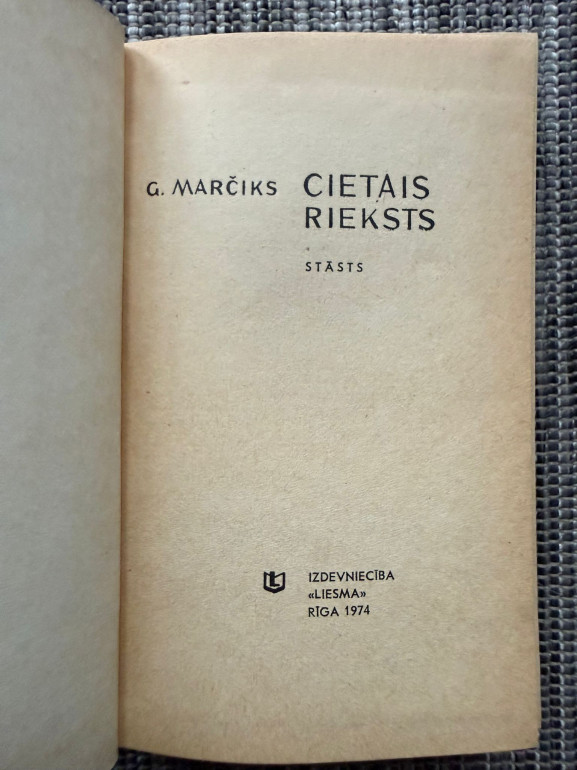 G. MARČIKS CIETAIS
RIEKSTS
STĀSTS
IZDEVNIECĪBA
«LIESMA»
RĪGA 1974